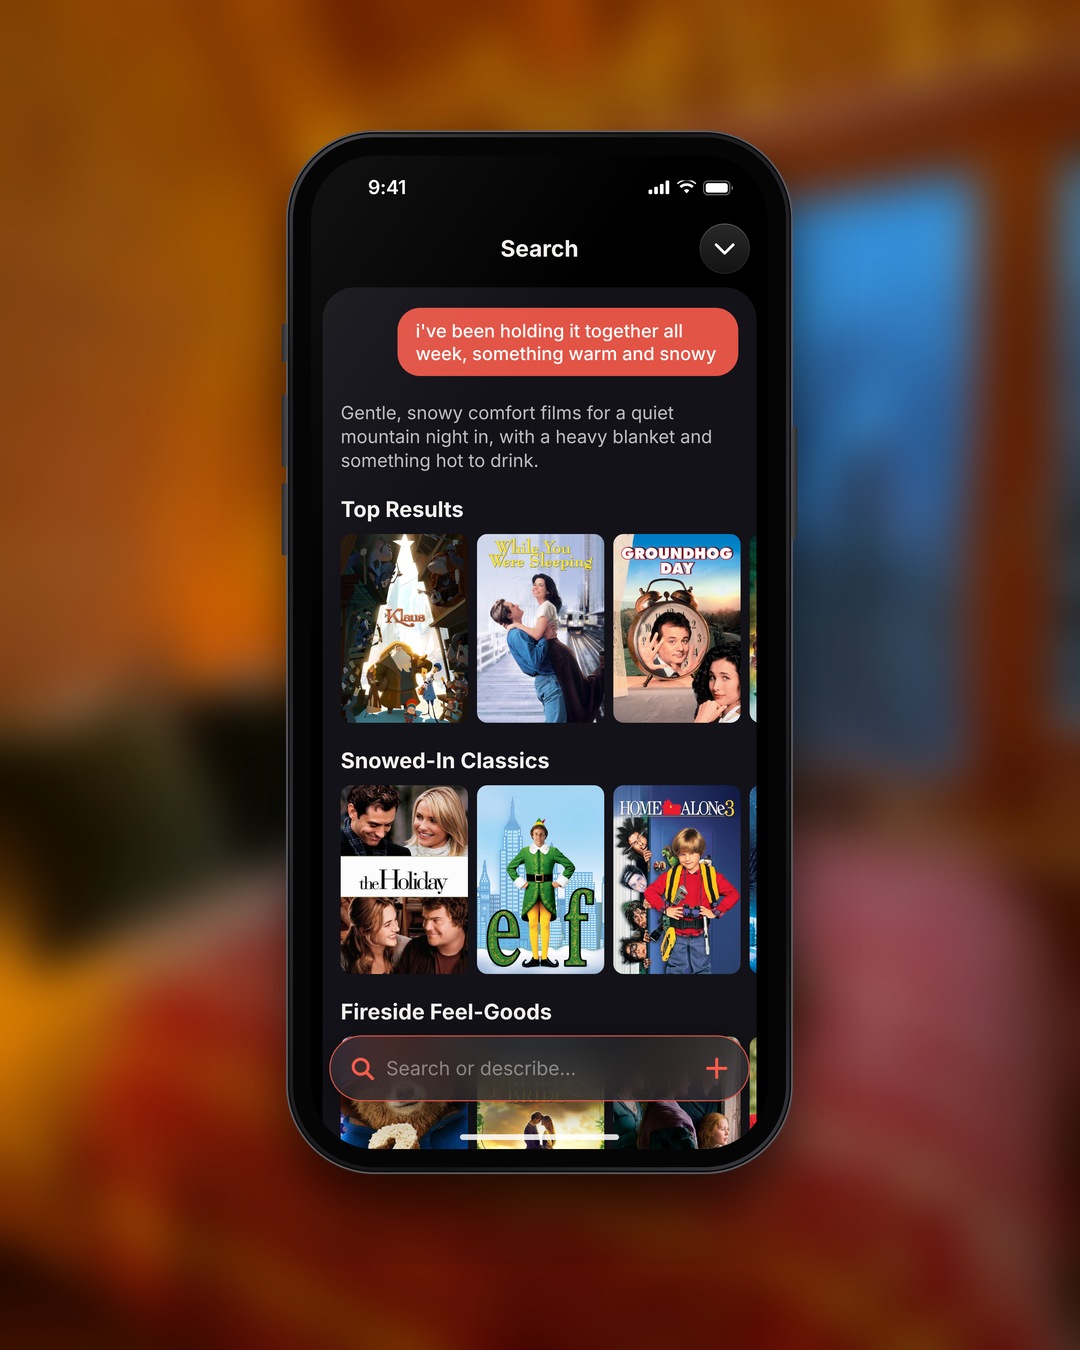 9:41
Search
i've been holding it together all
week, something warm and snowy
Gentle, snowy comfort films for a quiet
mountain night in, with a heavy blanket and
something hot to drink.
Top Results
Klaus
While You
Were Sleeping
GROUNDHOG
DAY
Snowed-In Classics
the Holiday
elf
HOME ALONe3
Fireside Feel-Goods
Search or describe...
BRIDE